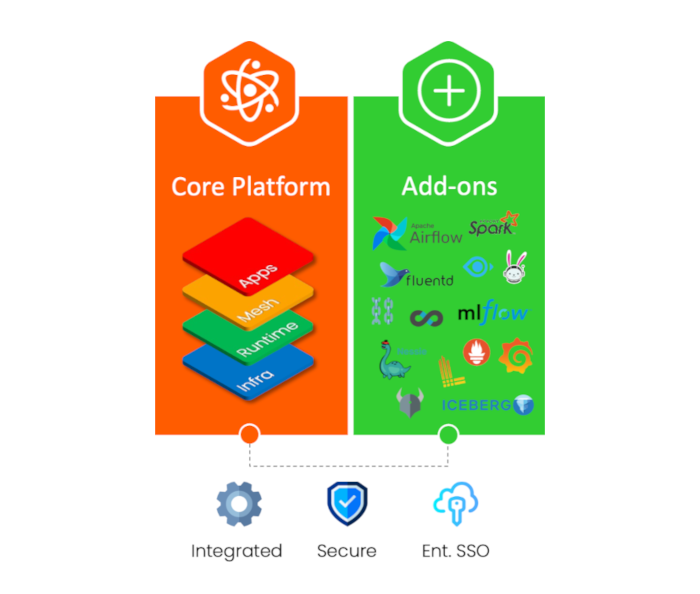 Core Platform
Add-ons
Apps
Mesh
Runtime
Infra
Apache
Airflow
Spark
fluentd
mlflow
ICEBERG
Integrated
Secure
Ent. SSO